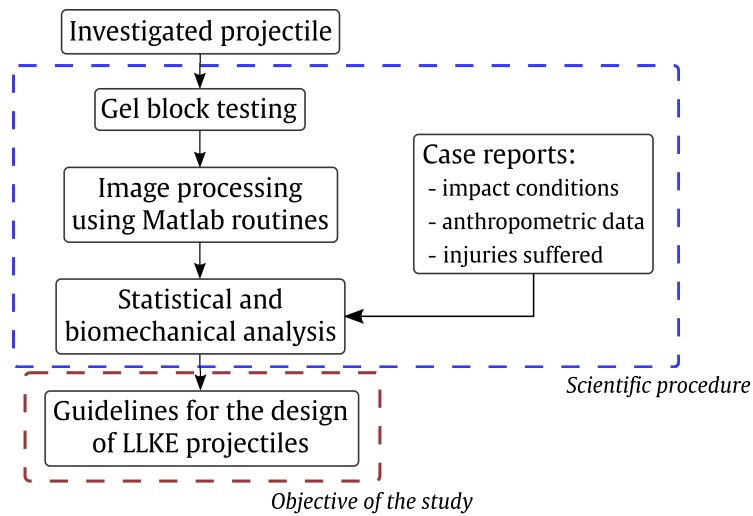 Investigated projectile
Gel block testing
Image processing
using Matlab routines
Statistical and
biomechanical analysis
Case reports:
- impact conditions
- anthropometric data
- injuries suffered
Scientific procedure
Guidelines for the design
of LLKE projectiles
Objective of the study